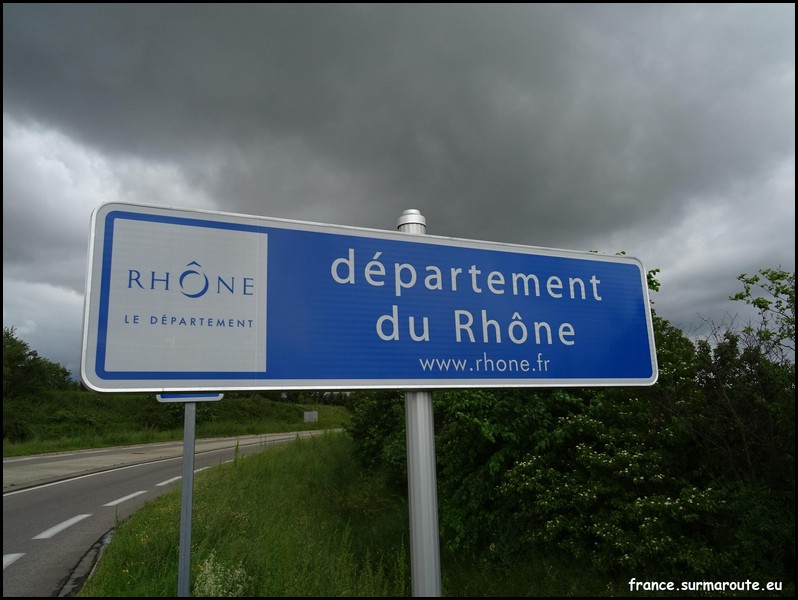 RHÔNE
LE DÉPARTEMENT
département
du Rhône
www.rhone.fr
france.surmaroute.eu